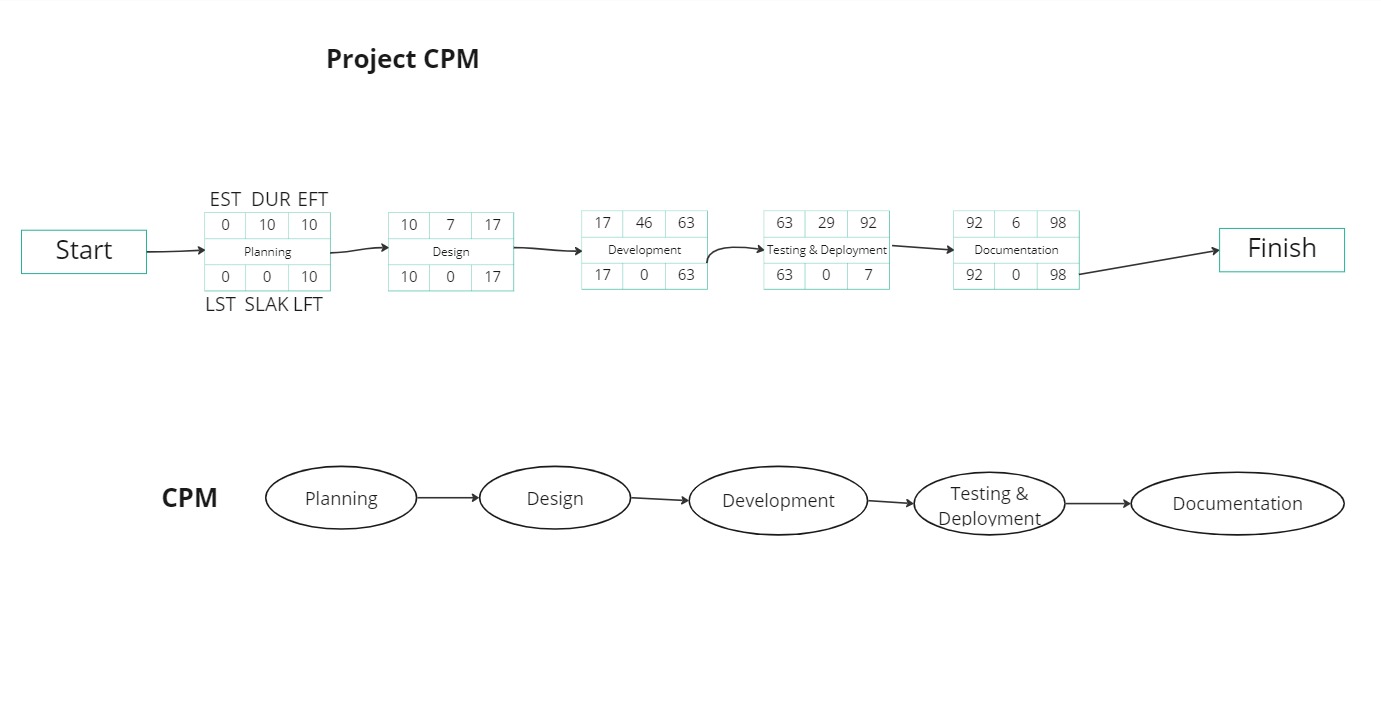 Project CPM
EST DUR EFT
0 10 10
10 7 17
17 46 63
63 29 92
92 6 98
Start
Planning
Design
Development
Testing & Deployment
Documentation
Finish
0 0 10
10 0 17
17 0 63
63 0 7
92 0 98
LST SLAK LFT
CPM
Planning
Design
Development
Testing &
Deployment
Documentation